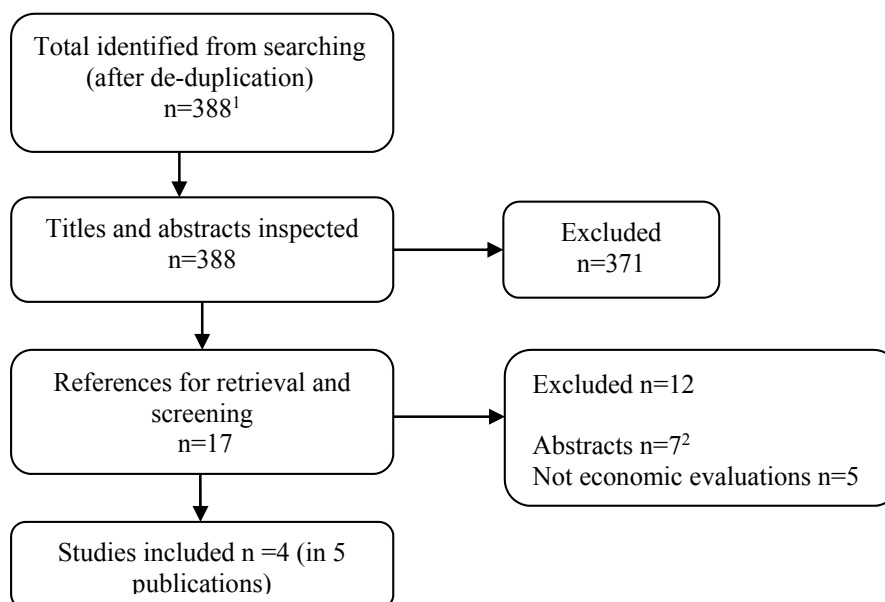 Total identified from searching
(after de-duplication)
n=388¹
Titles and abstracts inspected
n=388
Excluded
n=371
References for retrieval and
screening
n=17
Excluded n=12
Abstracts n=7²
Not economic evaluations n=5
Studies included n =4 (in 5
publications)